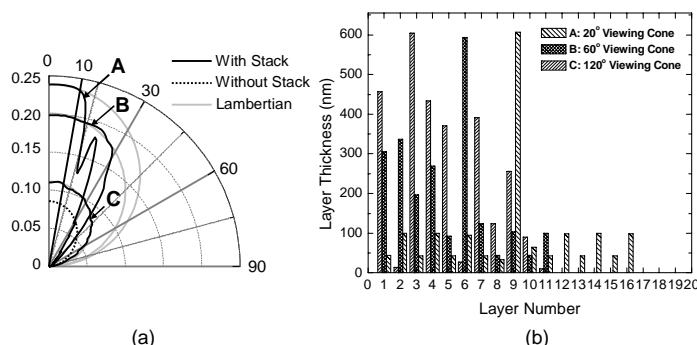 0 10 30 60 90
A
B
C
With Stack
Without Stack
Lambertian
0.25
0.20
0.15
0.10
0.05
0
(a)
Layer Thickness (nm)
600
500
400
300
200
100
0
A: 20° Viewing Cone
B: 60° Viewing Cone
C: 120° Viewing Cone
0 1 2 3 4 5 6 7 8 9 10 11 12 13 14 15 16 17 18 19 20
Layer Number
(b)